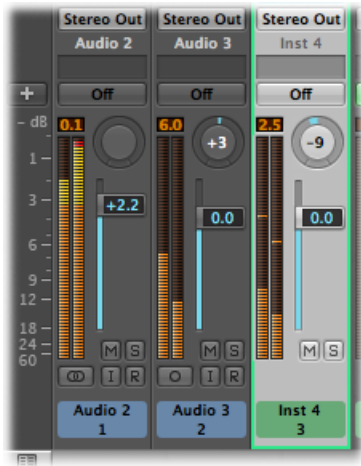 Stereo Out Stereo Out Stereo Out
Audio 2 Audio 3 Inst 4
+ Off Off Off
- dB 0.1 6.0 2.5
+3 -9
1 -
3 - +2.2
0.0 0.0
6 -
9 -
12 -
18 -
24 - M S M S M S
60 -
I R I R
Audio 2 Audio 3 Inst 4
1 2 3